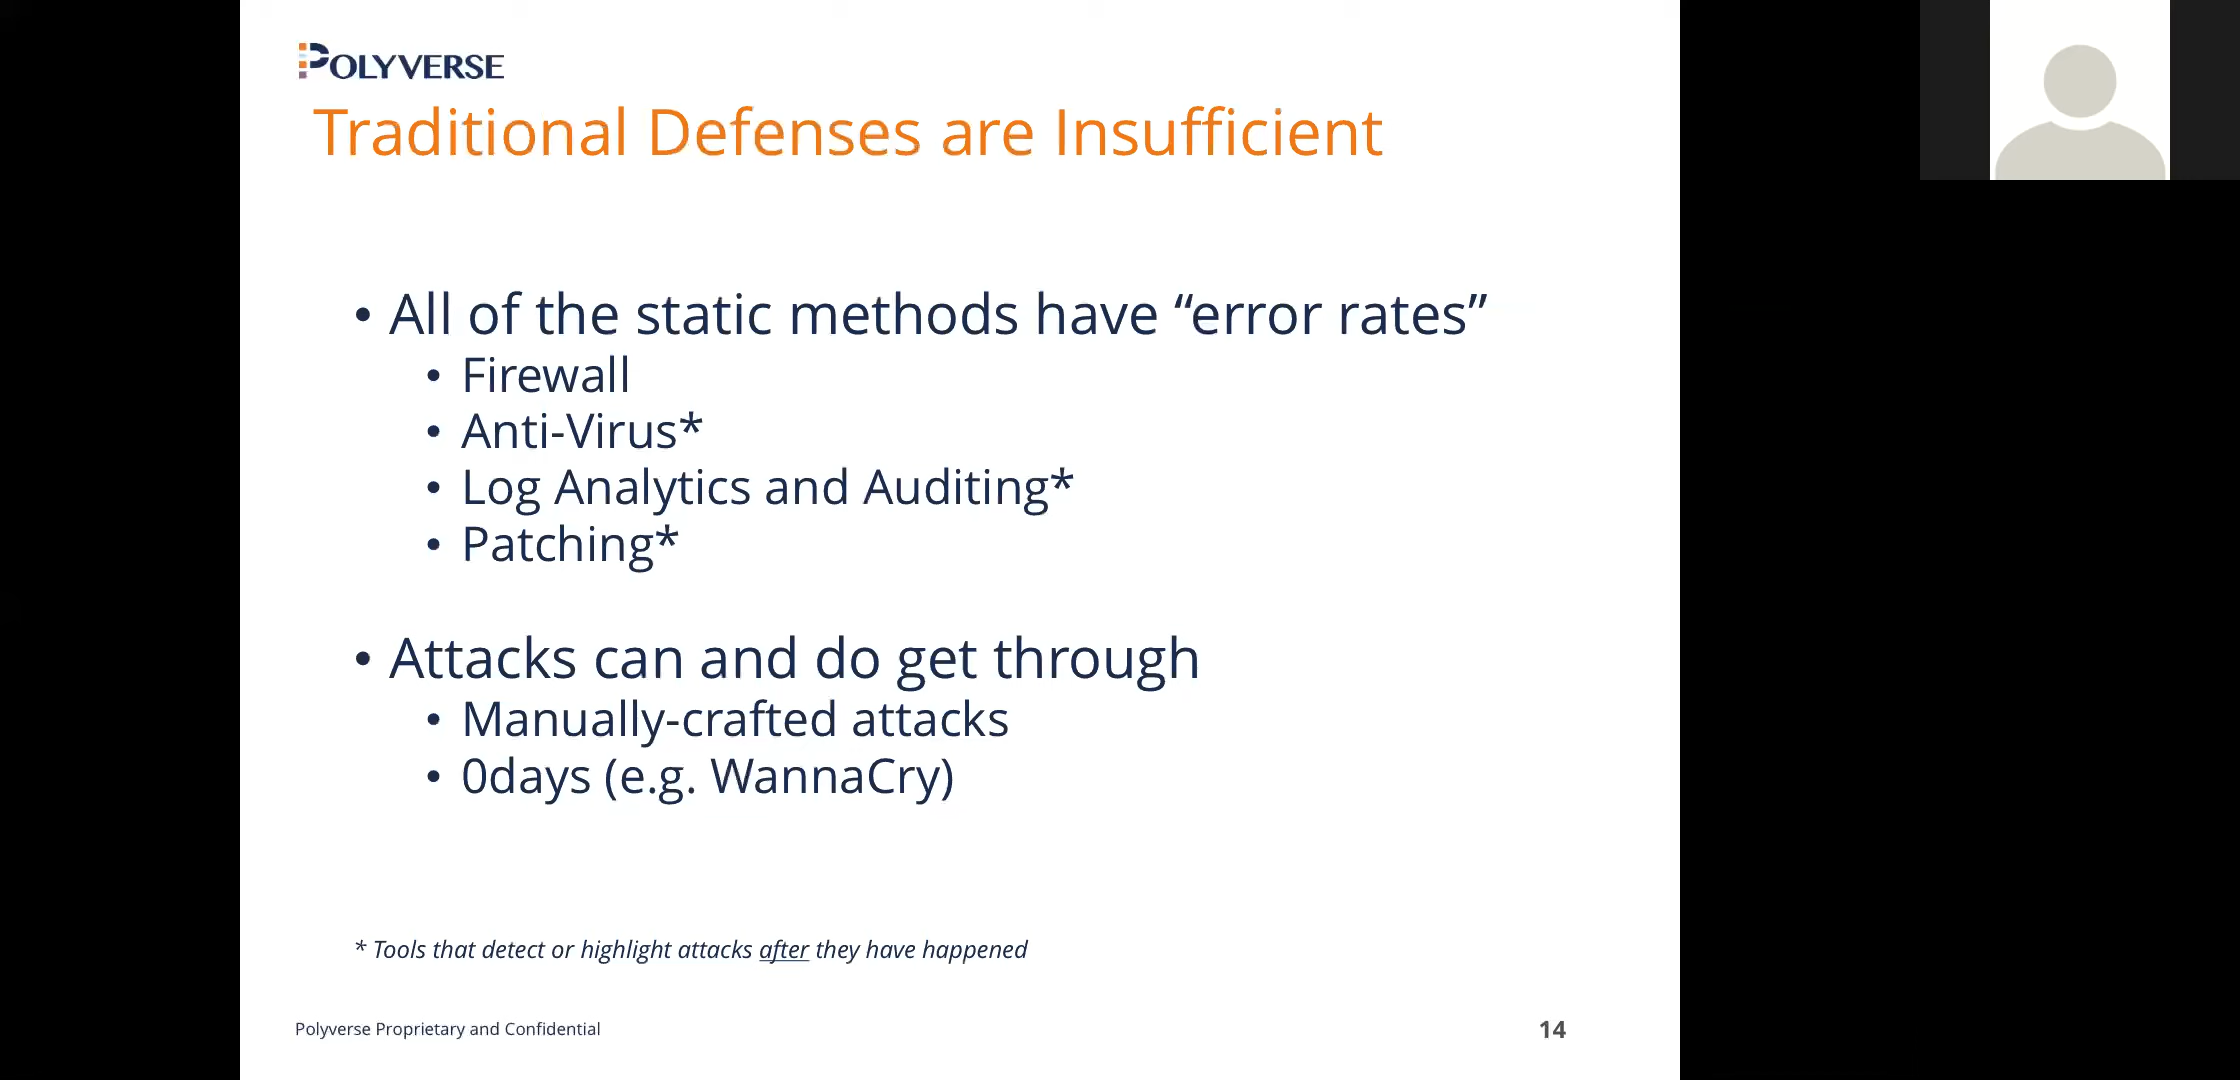 POLYVERSE
Traditional Defenses are Insufficient
• All of the static methods have “error rates”
• Firewall
• Anti-Virus*
• Log Analytics and Auditing*
• Patching*
• Attacks can and do get through
• Manually-crafted attacks
• 0days (e.g. WannaCry)
* Tools that detect or highlight attacks after they have happened
Polyverse Proprietary and Confidential
14